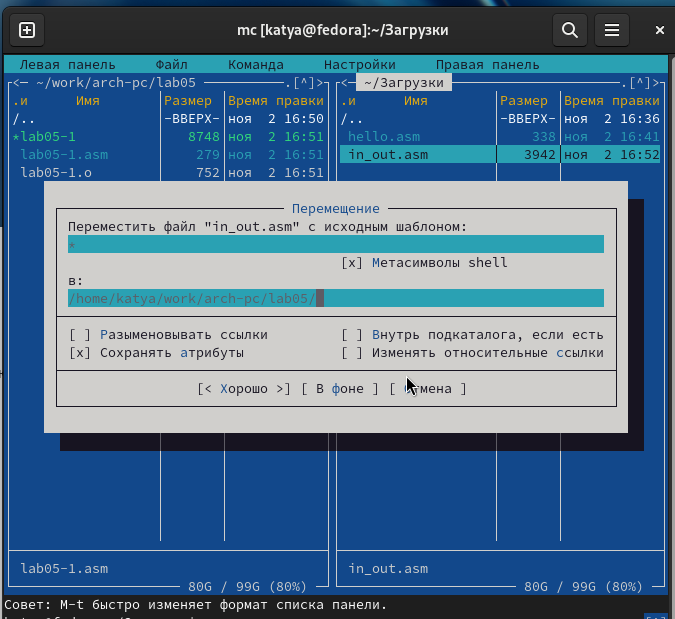 mc [katya@fedora]:~/Загрузки
Левая панель Файл Команда Настройки Правая панель
<— ~/work/arch-pc/lab05 .[^]> <— ~/Загрузки .[^]>
.и Имя Размер Время правки .и Имя Размер Время правки
/.. -ВВЕРХ- ноя 2 16:50 /.. -ВВЕРХ- ноя 2 16:36
*lab05-1 8748 ноя 2 16:51 hello.asm 338 ноя 2 16:41
lab05-1.asm 279 ноя 2 16:51 in_out.asm 3942 ноя 2 16:52
lab05-1.o 752 ноя 2 16:51
Перемещение
Переместить файл "in_out.asm" с исходным шаблоном:
*
[x] Метасимволы shell
в:
/home/katya/work/arch-pc/lab05/
[ ] Разыменовывать ссылки [ ] Внутрь подкаталога, если есть
[x] Сохранять атрибуты [ ] Изменять относительные ссылки
[< Хорошо >] [ В фоне ] [ Отмена ]
lab05-1.asm in_out.asm
80G / 99G (80%) 80G / 99G (80%)
Совет: M-t быстро изменяет формат списка панели.